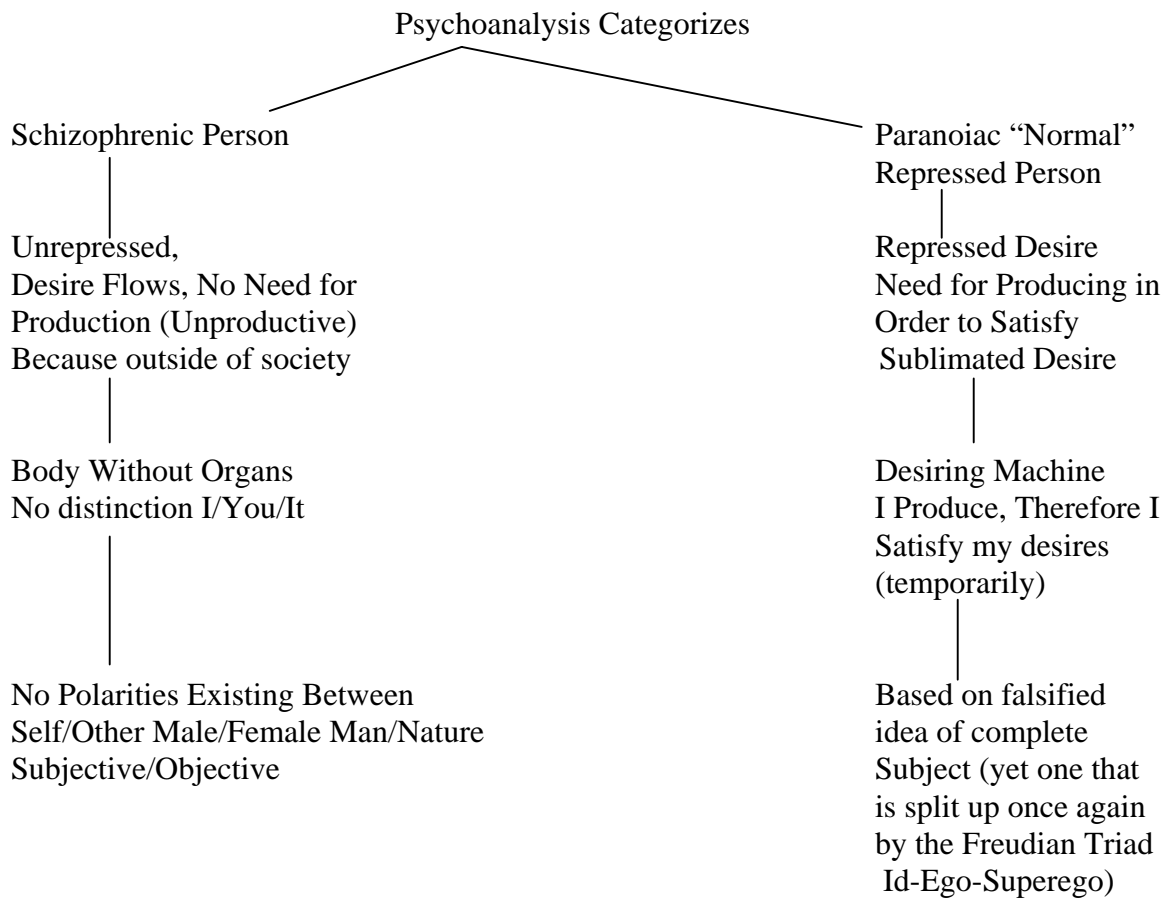 Psychoanalysis Categorizes
Schizophrenic Person
Unrepressed,
Desire Flows, No Need for
Production (Unproductive)
Because outside of society
Body Without Organs
No distinction I/You/It
No Polarities Existing Between
Self/Other Male/Female Man/Nature
Subjective/Objective
Paranoiac “Normal”
Repressed Person
Repressed Desire
Need for Producing in
Order to Satisfy
Sublimated Desire
Desiring Machine
I Produce, Therefore I
Satisfy my desires
(temporarily)
Based on falsified
idea of complete
Subject (yet one that
is split up once again
by the Freudian Triad
Id-Ego-Superego)